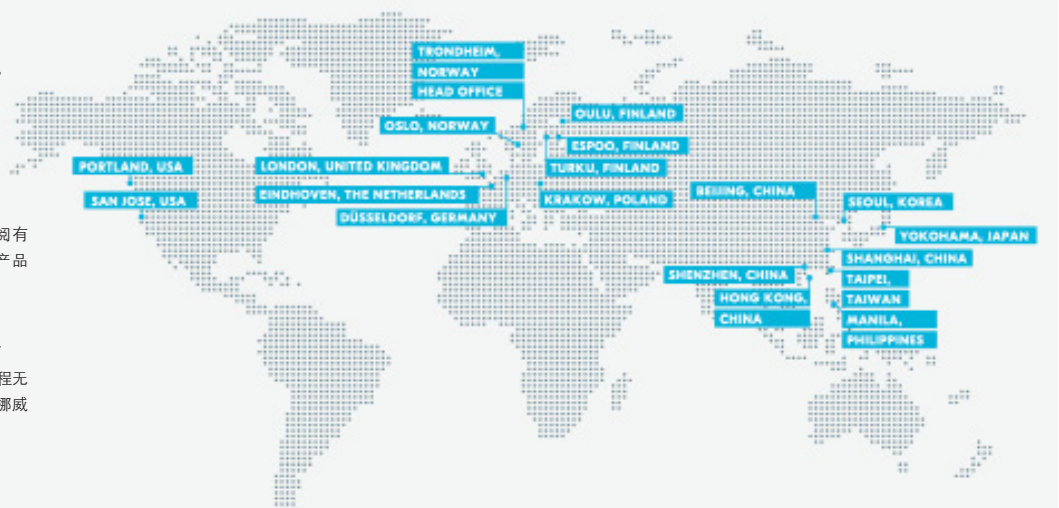 TRONDHEIM,
NORWAY
HEAD OFFICE
OULU, FINLAND
OSLO, NORWAY
ESPOO, FINLAND
PORTLAND, USA
LONDON, UNITED KINGDOM
TURKU, FINLAND
EINDHOVEN, THE NETHERLANDS
BEIJING, CHINA
SAN JOSE, USA
KRAKOW, POLAND
SEOUL, KOREA
DÜSSELDORF, GERMANY
阅有
YOKOHAMA, JAPAN
产品
SHANGHAI, CHINA
SHENZHEN, CHINA
TAIPEI,
TAIWAN
HONG KONG,
CHINA
MANILA,
PHILIPPINES
程无
挪威